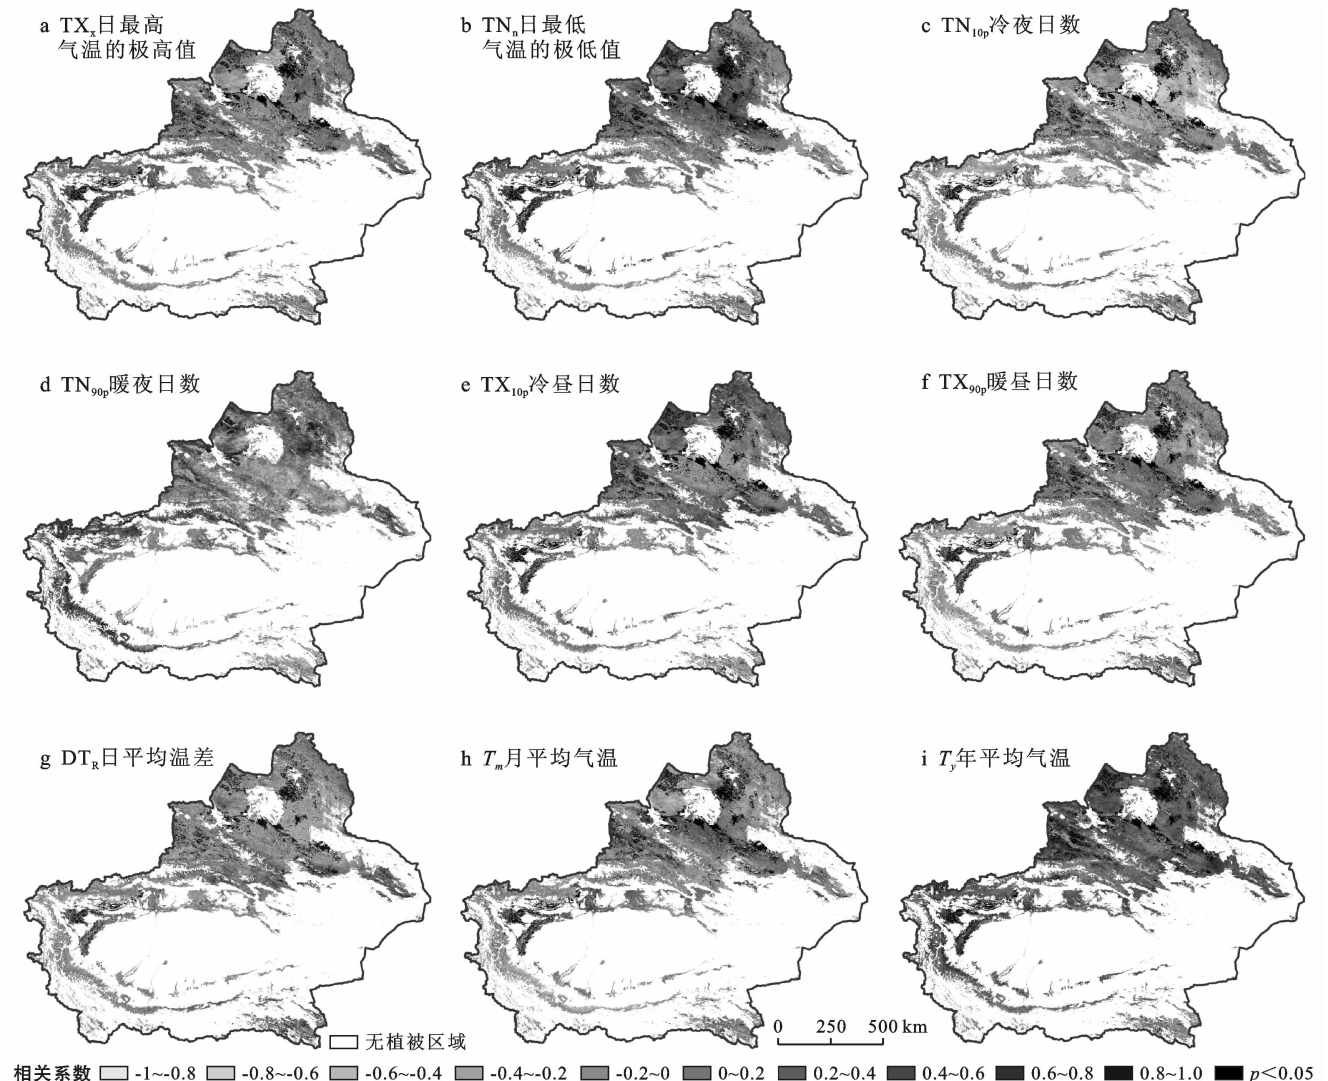 a TXx日最高
气温的极高值
b TNn日最低
气温的极低值
c TN10p冷夜日数
d TN90p暖夜日数
e TX10p冷昼日数
f TX90p暖昼日数
g DTR日平均温差
h Tm月平均气温
i Ty年平均气温
无植被区域
0 250 500 km
相关系数 -1~-0.8 -0.8~-0.6 -0.6~-0.4 -0.4~-0.2 -0.2~0 0~0.2 0.2~0.4 0.4~0.6 0.6~0.8 0.8~1.0 p<0.05